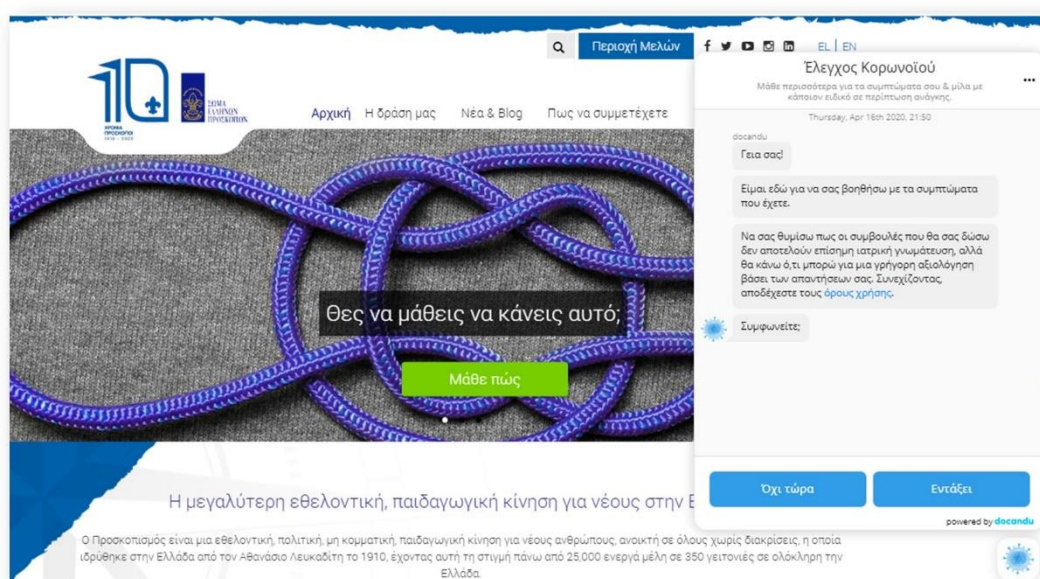 Περιοχή Μελών
EL | EN
110
ΧΡΟΝΙΑ
ΠΡΟΣΚΟΠΟΙ
1910 - 2020
ΣΩΜΑ
ΕΛΛΗΝΩΝ
ΠΡΟΣΚΟΠΩΝ
Αρχική Η δράση μας Νέα & Blog Πως να συμμετέχετε
Θες να μάθεις να κάνεις αυτό;
Μάθε πώς
Η μεγαλύτερη εθελοντική, παιδαγωγική κίνηση για νέους στην Ε
Ο Προσκοπισμός είναι μια εθελοντική, πολιτική, μη κομματική, παιδαγωγική κίνηση για νέους ανθρώπους, ανοικτή σε όλους χωρίς διακρίσεις, η οποία
ιδρύθηκε στην Ελλάδα από τον Αθανάσιο Λευκαδίτη το 1910, έχοντας αυτή τη στιγμή πάνω από 25,000 ενεργά μέλη σε 350 γειτονιές σε ολόκληρη την
Ελλάδα.
Έλεγχος Κορωνοϊού
Μάθε περισσότερα για τα συμπτώματα σου & μίλα με
κάποιον ειδικό σε περίπτωση ανάγκης.
Thursday, Apr 16th 2020, 21:50
docandu
Γεια σας!
Είμαι εδώ για να σας βοηθήσω με τα συμπτώματα
που έχετε.
Να σας θυμίσω πως οι συμβουλές που θα σας δώσω
δεν αποτελούν επίσημη ιατρική γνωμάτευση, αλλά
θα κάνω ό,τι μπορώ για μια γρήγορη αξιολόγηση
βάσει των απαντήσεων σας. Συνεχίζοντας,
αποδέχεστε τους όρους χρήσης.
Συμφωνείτε;
Όχι τώρα
Εντάξει
powered by docandu